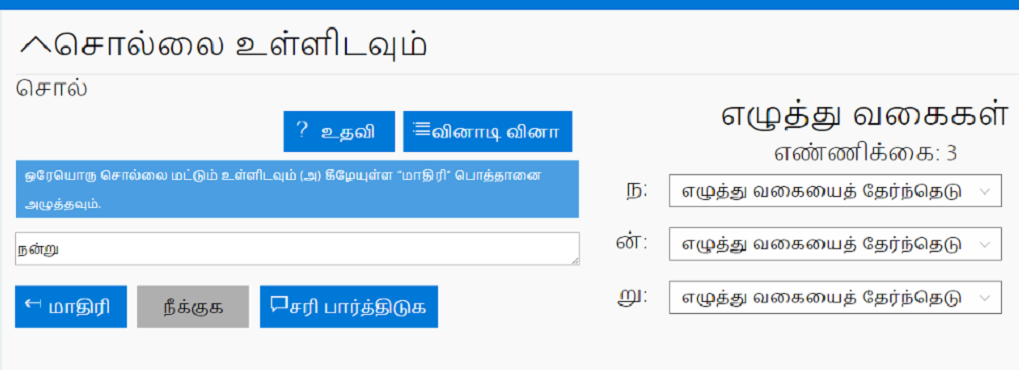 சொல்லை உள்ளிடவும்
சொல்
? உதவி
வினாடி வினா
ஒரேயொரு சொல்லை மட்டும் உள்ளிடவும் (அ) கீழேயுள்ள "மாதிரி" பொத்தானை
அழுத்தவும்.
நன்று
மாதிரி
நீக்குக
சரி பார்த்திடுக
எழுத்து வகைகள்
எண்ணிக்கை: 3
ந: எழுத்து வகையைத் தேர்ந்தெடு
ன்: எழுத்து வகையைத் தேர்ந்தெடு
று: எழுத்து வகையைத் தேர்ந்தெடு